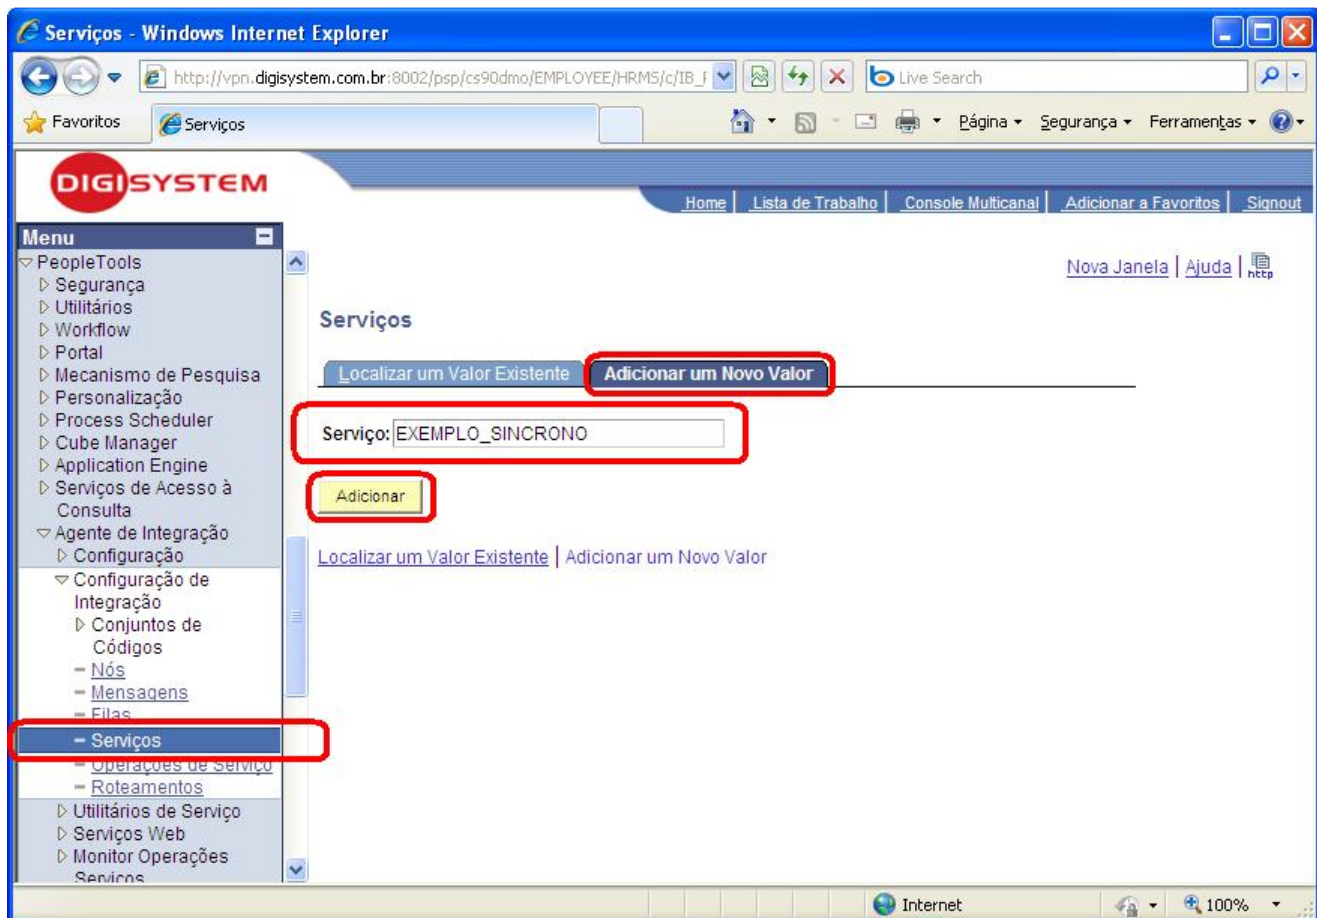 Serviços - Windows Internet Explorer
http://vpn.digisystem.com.br:8002/psp/cs90dmo/EMPLOYEE/HRMS/c/IB_F
Live Search
Favoritos
Serviços
Página
Segurança
Ferramentas
DIGISYSTEM
Home
Lista de Trabalho
Console Multicanal
Adicionar a Favoritos
Signout
Menu
PeopleTools
Segurança
Utilitários
Workflow
Portal
Mecanismo de Pesquisa
Personalização
Process Scheduler
Cube Manager
Application Engine
Serviços de Acesso à
Consulta
Agente de Integração
Configuração
Configuração de
Integração
Conjuntos de
Códigos
Nós
Mensagens
Filas
Serviços
Operações de Serviço
Roteamentos
Utilitários de Serviço
Serviços Web
Monitor Operações
Serviços
Nova Janela | Ajuda |
http
Serviços
Localizar um Valor Existente
Adicionar um Novo Valor
Serviço: EXEMPLO_SINCRONO
Adicionar
Localizar um Valor Existente | Adicionar um Novo Valor
Internet
100%